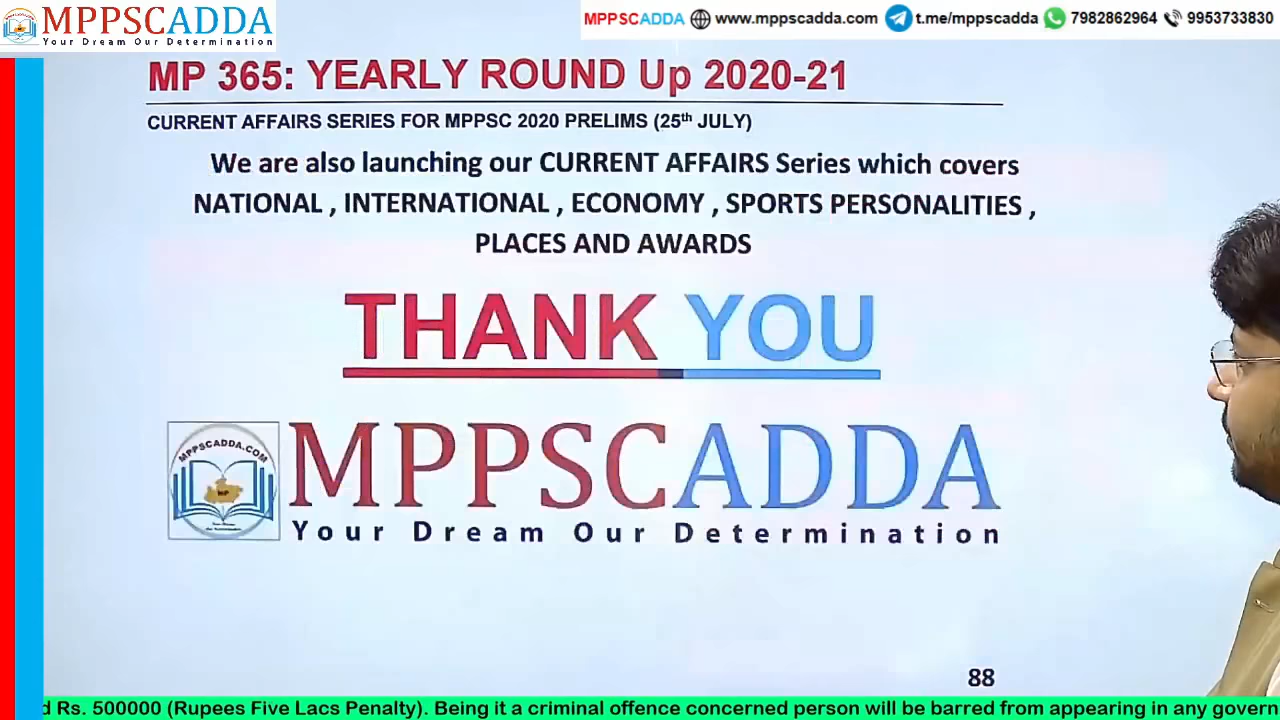 MPPSCADDA
Your Dream Our Determination
MPPSCADDA www.mppscadda.com t.me/mppscadda 7982862964 9953733830
MP 365: YEARLY ROUND Up 2020-21
CURRENT AFFAIRS SERIES FOR MPPSC 2020 PRELIMS (25th JULY)
We are also launching our CURRENT AFFAIRS Series which covers
NATIONAL , INTERNATIONAL , ECONOMY , SPORTS PERSONALITIES ,
PLACES AND AWARDS
THANK YOU
MPPSCADDA.COM
MP
MPPSCADDA
Your Dream Our Determination
88
d Rs. 500000 (Rupees Five Lacs Penalty). Being it a criminal offence concerned person will be barred from appearing in any govern